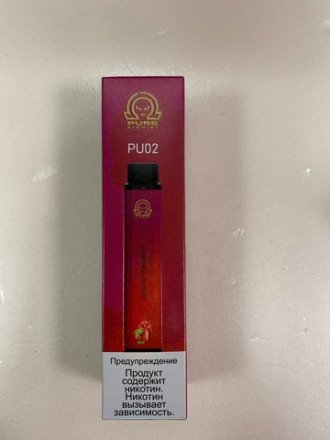 PURE
PU02
Предупреждение
Продукт
содержит
никотин.
Никотин
вызывает
зависимость.